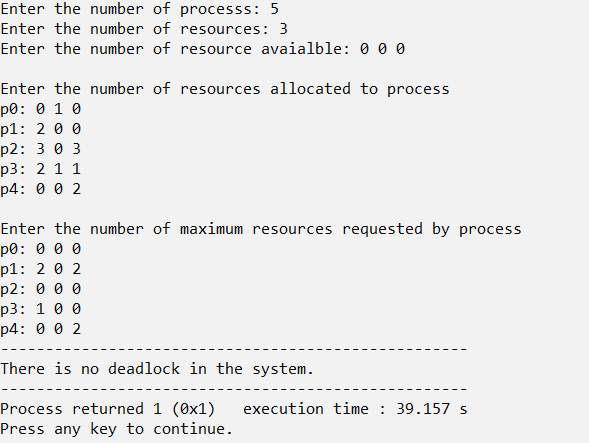 Enter the number of processs: 5
Enter the number of resources: 3
Enter the number of resource avaialble: 0 0 0
Enter the number of resources allocated to process
p0: 0 1 0
p1: 2 0 0
p2: 3 0 3
p3: 2 1 1
p4: 0 0 2
Enter the number of maximum resources requested by process
p0: 0 0 0
p1: 2 0 2
p2: 0 0 0
p3: 1 0 0
p4: 0 0 2
----------------------------------------------------
There is no deadlock in the system.
----------------------------------------------------
Process returned 1 (0x1)   execution time : 39.157 s
Press any key to continue.